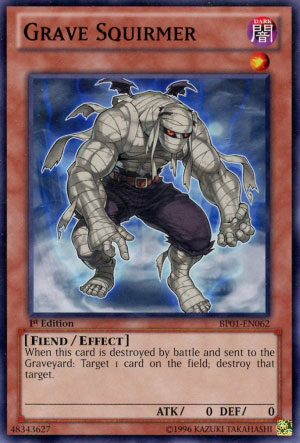 GRAVE SQUIRMER
DARK
闇
1st Edition
BP01-EN062
[FIEND / EFFECT]
When this card is destroyed by battle and sent to the
Graveyard: Target 1 card on the field; destroy
that target.
ATK/ 0 DEF/ 0
48343627
©1996 KAZUKI TAKAHASHI